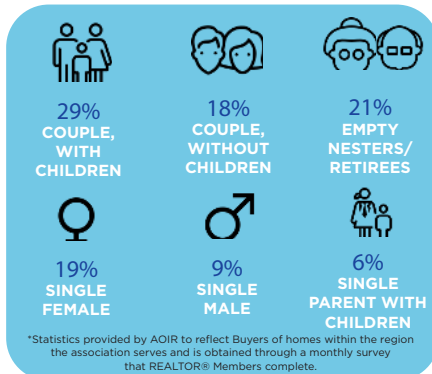 29%
COUPLE,
WITH
CHILDREN
18%
COUPLE,
WITHOUT
CHILDREN
21%
EMPTY
NESTERS/
RETIREES
19%
SINGLE
FEMALE
9%
SINGLE
MALE
6%
SINGLE
PARENT WITH
CHILDREN
*Statistics provided by AOIR to reflect Buyers of homes within the region
the association serves and is obtained through a monthly survey
that REALTOR® Members complete.